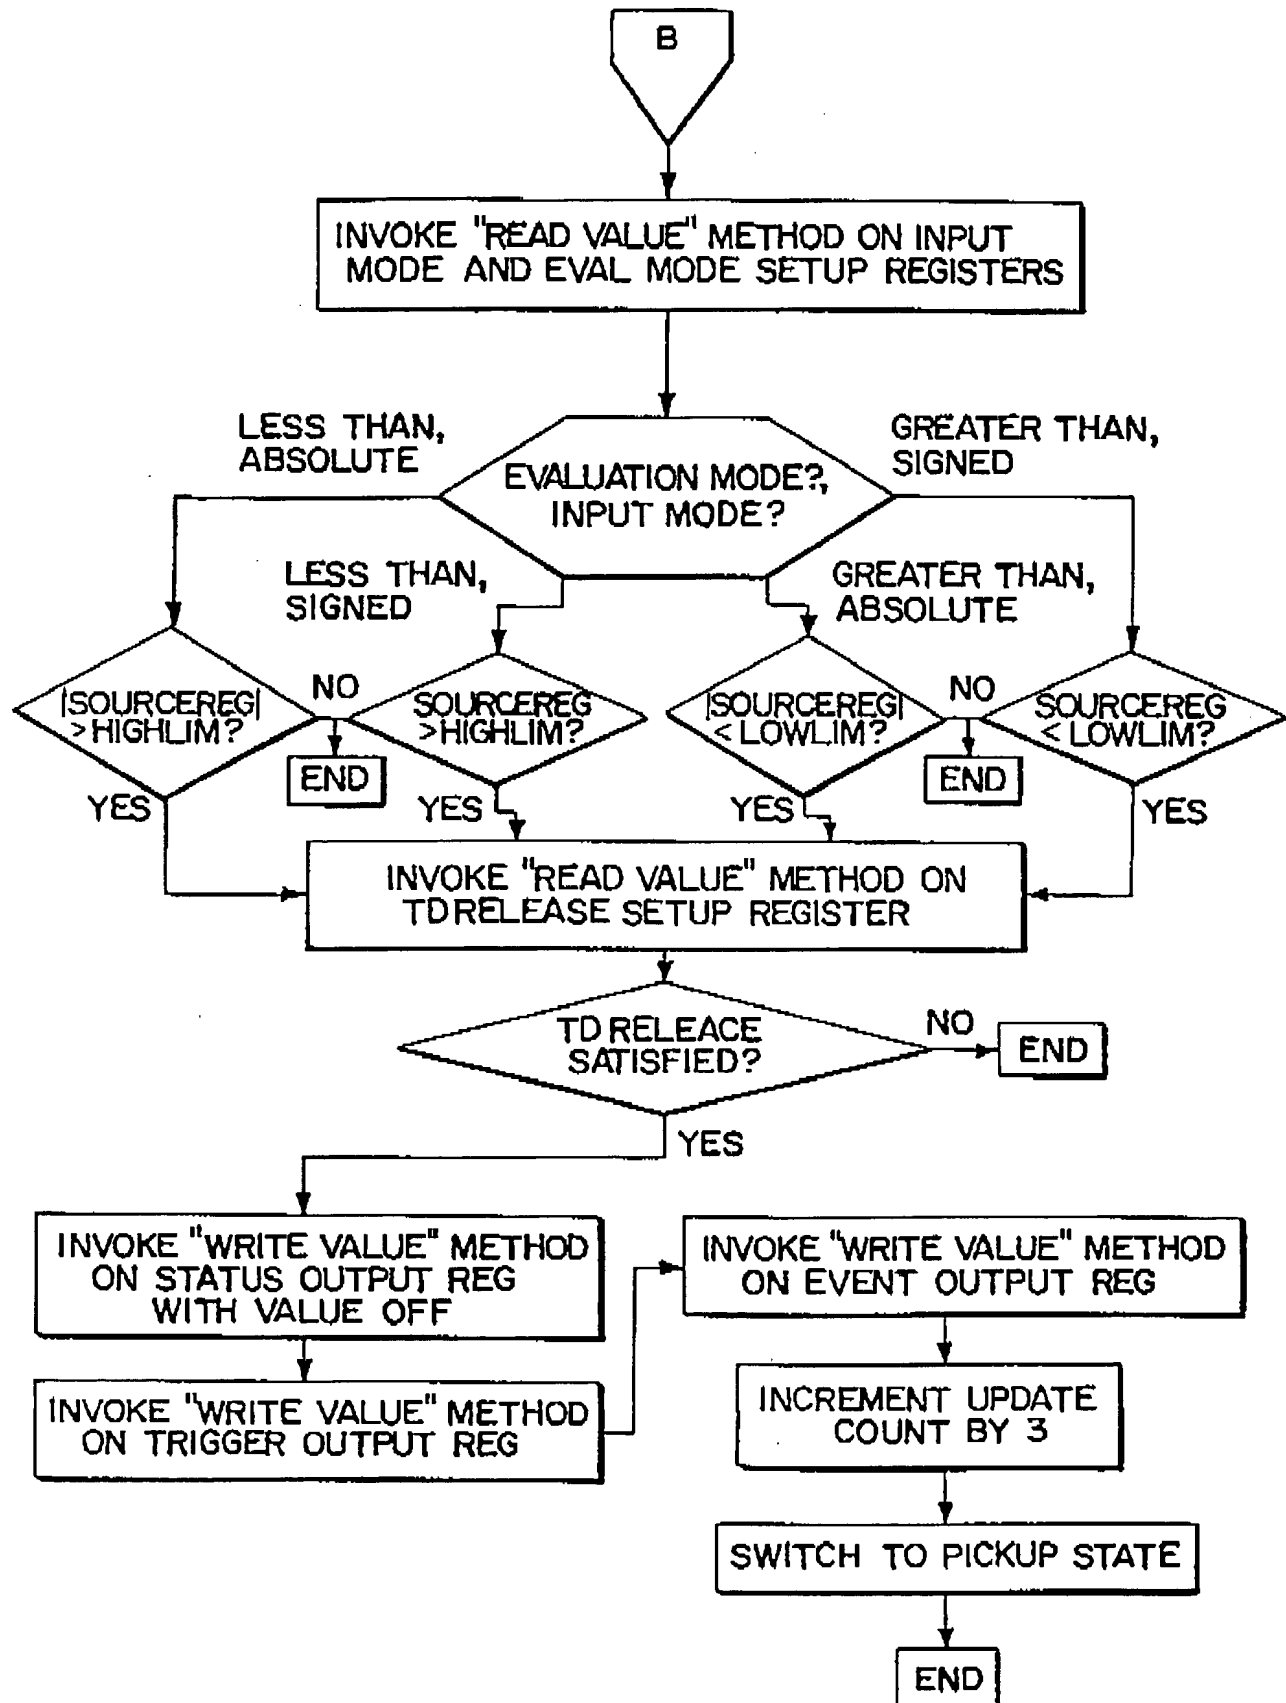 B
INVOKE "READ VALUE" METHOD ON INPUT
MODE AND EVAL MODE SETUP REGISTERS
LESS THAN,
ABSOLUTE
GREATER THAN,
SIGNED
EVALUATION MODE?,
INPUT MODE?
LESS THAN,
SIGNED
GREATER THAN,
ABSOLUTE
|SOURCEREG|
>HIGHLIM?
NO
SOURCEREG
>HIGHLIM?
|SOURCEREG|
< LOWLIM?
NO
SOURCEREG
< LOWLIM?
END
END
YES
YES
YES
YES
INVOKE "READ VALUE" METHOD ON
TDRELEASE SETUP REGISTER
TD RELEACE
SATISFIED?
NO
END
YES
INVOKE "WRITE VALUE" METHOD
ON STATUS OUTPUT REG
WITH VALUE OFF
INVOKE "WRITE VALUE" METHOD
ON TRIGGER OUTPUT REG
INVOKE "WRITE VALUE" METHOD
ON EVENT OUTPUT REG
INCREMENT UPDATE
COUNT BY 3
SWITCH TO PICKUP STATE
END